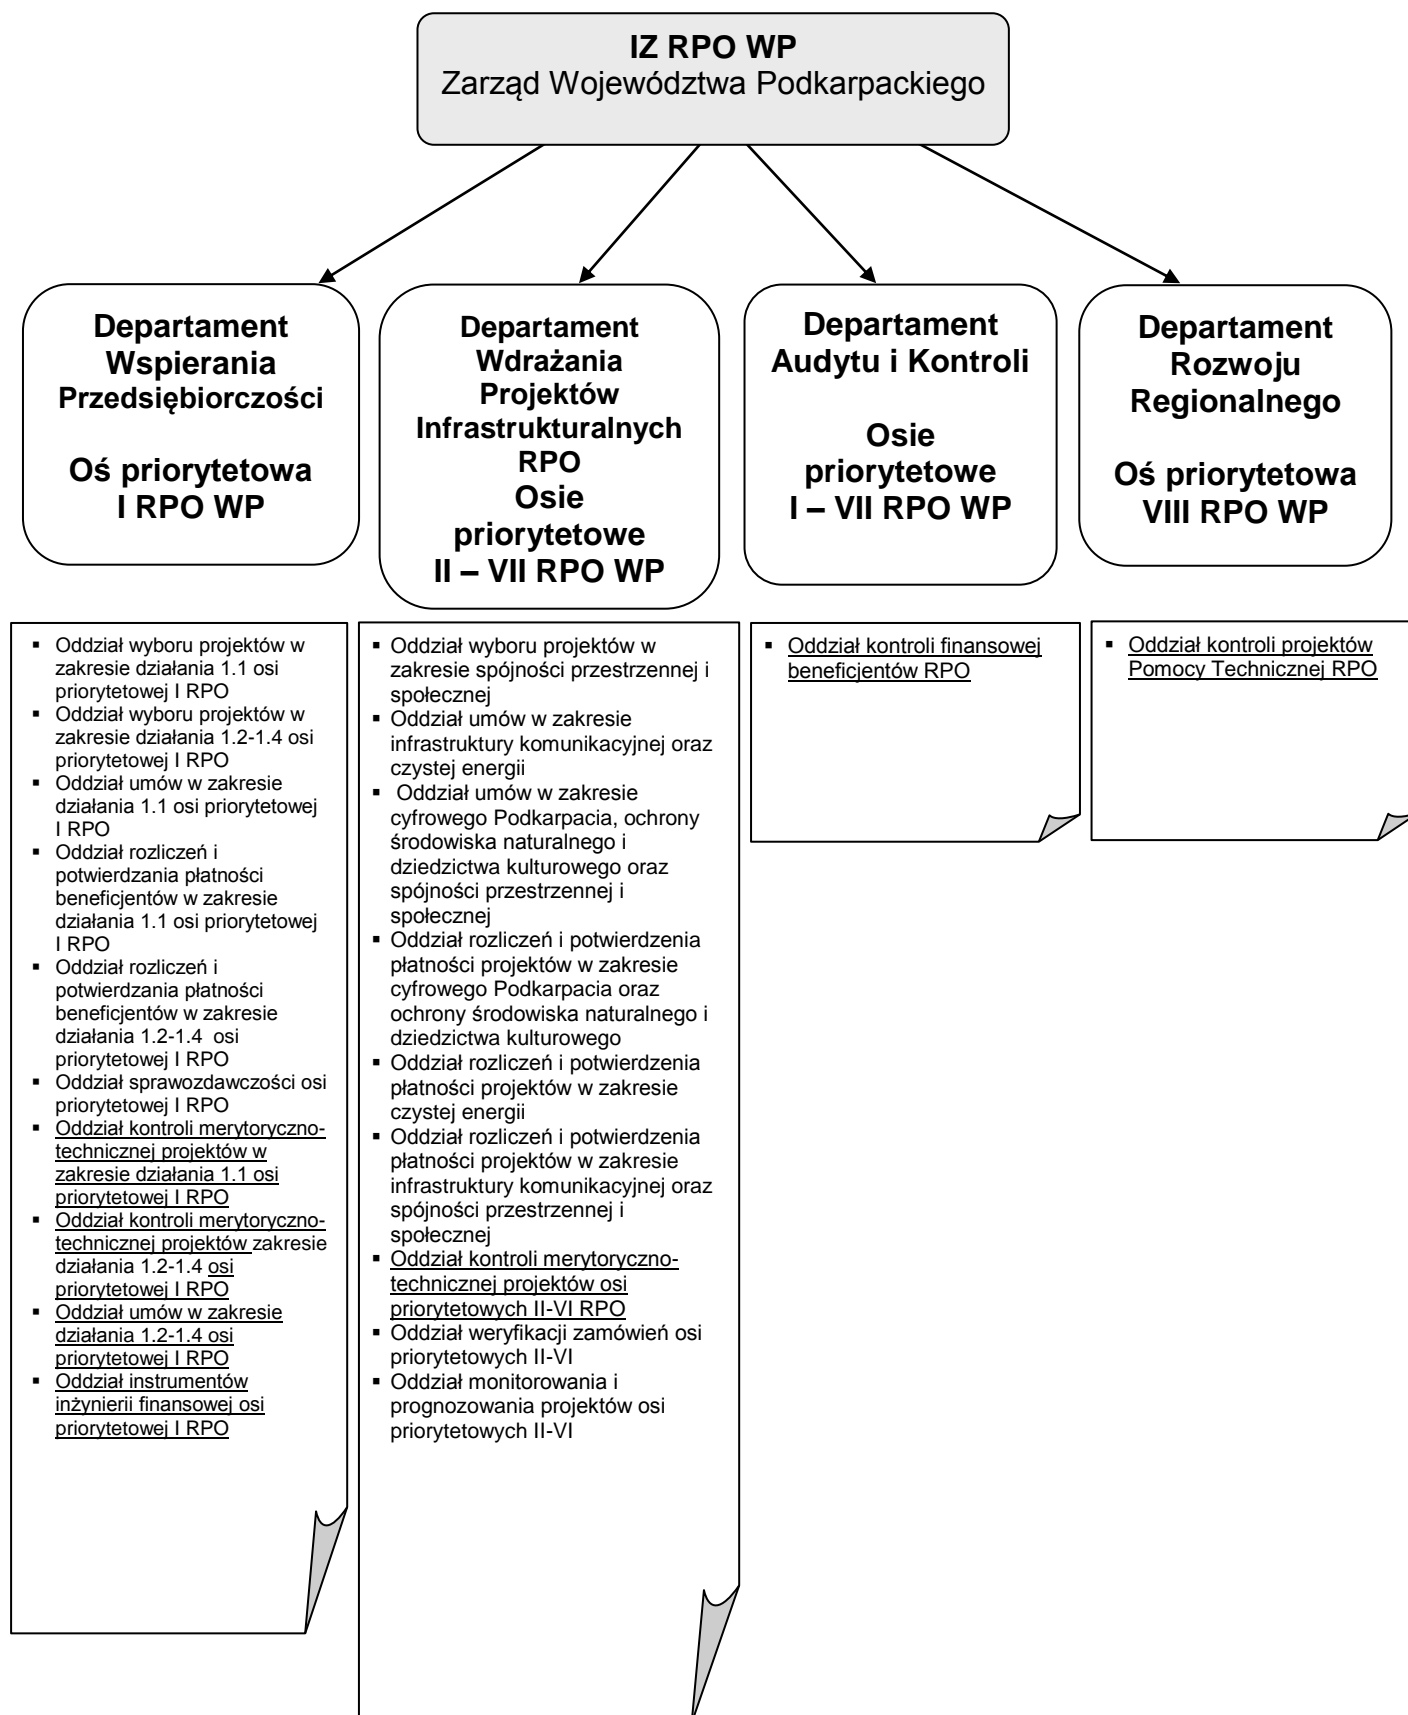 IZ RPO WP
Zarząd Województwa Podkarpackiego
Departament
Wspierania
Przedsiębiorczości
Oś priorytetowa
I RPO WP
Departament
Wdrażania
Projektów
Infrastrukturalnych
RPO
Osie
priorytetowe
II – VII RPO WP
Departament
Audytu i Kontroli
Osie
priorytetowe
I – VII RPO WP
Departament
Rozwoju
Regionalnego
Oś priorytetowa
VIII RPO WP
▪ Oddział wyboru projektów w
zakresie działania 1.1 osi
priorytetowej I RPO
▪ Oddział wyboru projektów w
zakresie działania 1.2-1.4 osi
priorytetowej I RPO
▪ Oddział umów w zakresie
działania 1.1 osi priorytetowej
I RPO
▪ Oddział rozliczeń i
potwierdzania płatności
beneficjentów w zakresie
działania 1.1 osi priorytetowej
I RPO
▪ Oddział rozliczeń i
potwierdzania płatności
beneficjentów w zakresie
działania 1.2-1.4 osi
priorytetowej I RPO
▪ Oddział sprawozdawczości osi
priorytetowej I RPO
▪ Oddział kontroli merytoryczno-
technicznej projektów w
zakresie działania 1.1 osi
priorytetowej I RPO
▪ Oddział kontroli merytoryczno-
technicznej projektów zakresie
działania 1.2-1.4 osi
priorytetowej I RPO
▪ Oddział umów w zakresie
działania 1.2-1.4 osi
priorytetowej I RPO
▪ Oddział instrumentów
inżynierii finansowej osi
priorytetowej I RPO
▪ Oddział wyboru projektów w
zakresie spójności przestrzennej i
społecznej
▪ Oddział umów w zakresie
infrastruktury komunikacyjnej oraz
czystej energii
▪ Oddział umów w zakresie
cyfrowego Podkarpacia, ochrony
środowiska naturalnego i
dziedzictwa kulturowego oraz
spójności przestrzennej i
społecznej
▪ Oddział rozliczeń i potwierdzenia
płatności projektów w zakresie
cyfrowego Podkarpacia oraz
ochrony środowiska naturalnego i
dziedzictwa kulturowego
▪ Oddział rozliczeń i potwierdzenia
płatności projektów w zakresie
czystej energii
▪ Oddział rozliczeń i potwierdzenia
płatności projektów w zakresie
infrastruktury komunikacyjnej oraz
spójności przestrzennej i
społecznej
▪ Oddział kontroli merytoryczno-
technicznej projektów osi
priorytetowych II-VI RPO
▪ Oddział weryfikacji zamówień osi
priorytetowych II-VI
▪ Oddział monitorowania i
prognozowania projektów osi
priorytetowych II-VI
▪ Oddział kontroli finansowej
beneficjentów RPO
▪ Oddział kontroli projektów
Pomocy Technicznej RPO